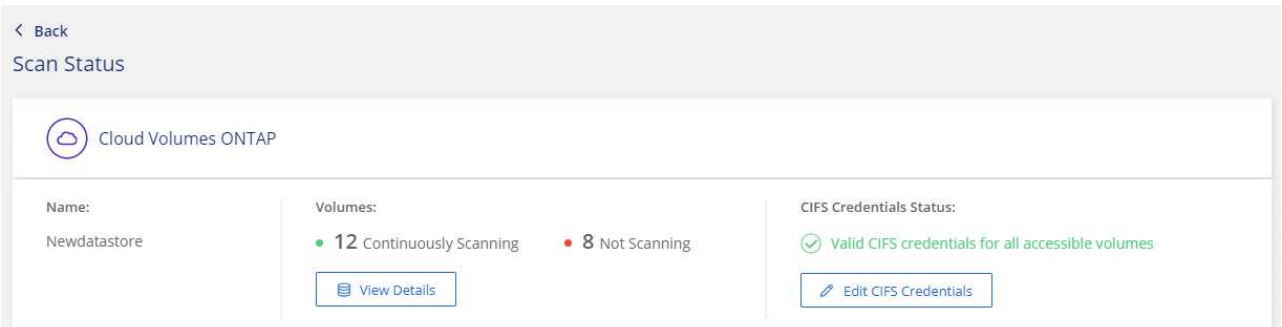 Back
Scan Status
Cloud Volumes ONTAP
Name:
Newdatastore
Volumes:
12 Continuously Scanning
8 Not Scanning
View Details
CIFS Credentials Status:
Valid CIFS credentials for all accessible volumes
Edit CIFS Credentials